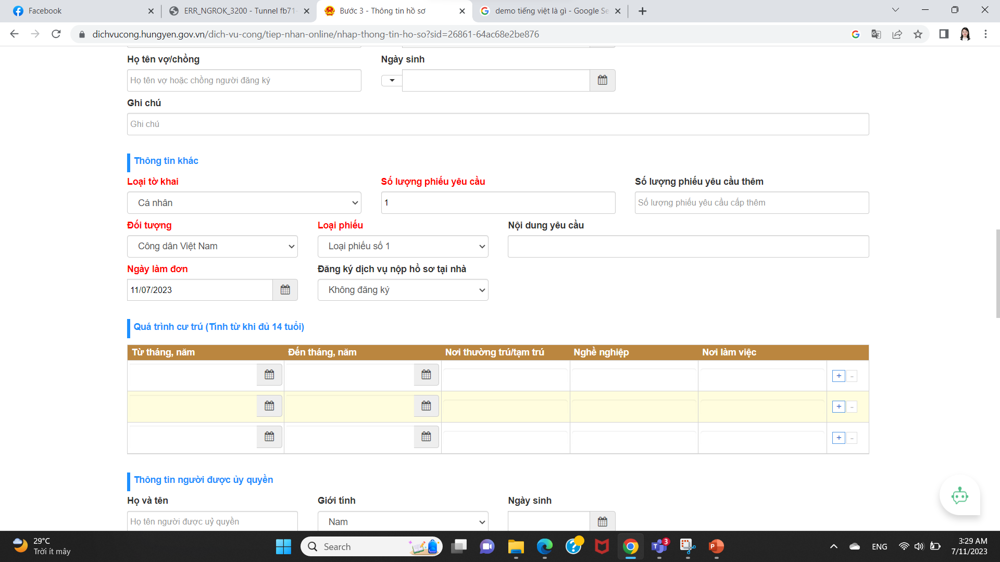 Facebook
ERR_NGROK_3200 - Tunnel fb71-
Bước 3 - Thông tin hồ sơ
demo tiếng việt là gì - Google Se
dichvucong.hungyen.gov.vn/dich-vu-cong/tiep-nhan-online/nhap-thong-tin-ho-so?sid=26861-64ac68e2be876
Họ tên vợ/chồng Ngày sinh
Họ tên vợ hoặc chồng người đăng ký
Ghi chú
Ghi chú
Thông tin khác
Loại tờ khai Số lượng phiếu yêu cầu Số lượng phiếu yêu cầu thêm
Cá nhân 1 Số lượng phiếu yêu cầu cấp thêm
Đối tượng Loại phiếu Nội dung yêu cầu
Công dân Việt Nam Loại phiếu số 1
Ngày làm đơn Đăng ký dịch vụ nộp hồ sơ tại nhà
11/07/2023 Không đăng ký
Quá trình cư trú (Tính từ khi đủ 14 tuổi)
Từ tháng, năm Đến tháng, năm Nơi thường trú/tạm trú Nghề nghiệp Nơi làm việc
+ -
+ -
+ -
Thông tin người được ủy quyền
Họ và tên Giới tính Ngày sinh
Họ tên người được uỷ quyền Nam
29°C
Trời ít mây
Search
3
ENG
3:29 AM
7/11/2023